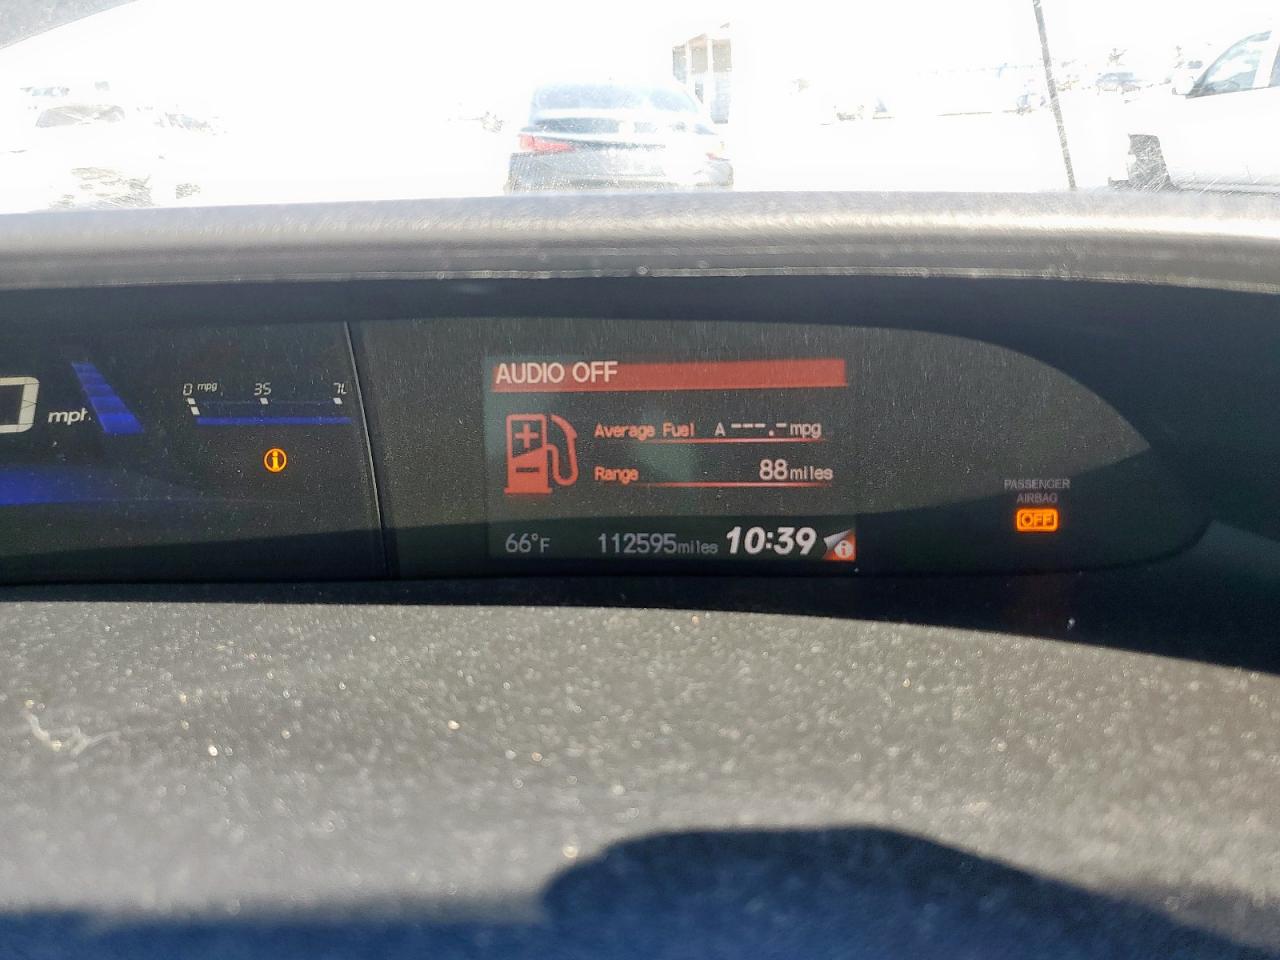 0 mpg 35 7
mph
AUDIO OFF
Average Fuel A ---.- mpg
Range 88 miles
66°F 112595 miles 10:39
PASSENGER
AIRBAG
OFF